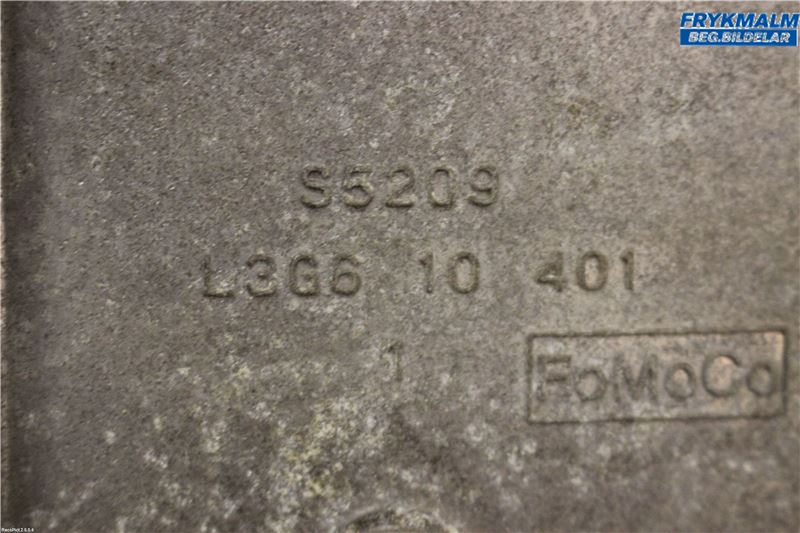 FRYKMALM
BEG.BILDELAR
S5209
L3G6 10 401
1
FoMoCo